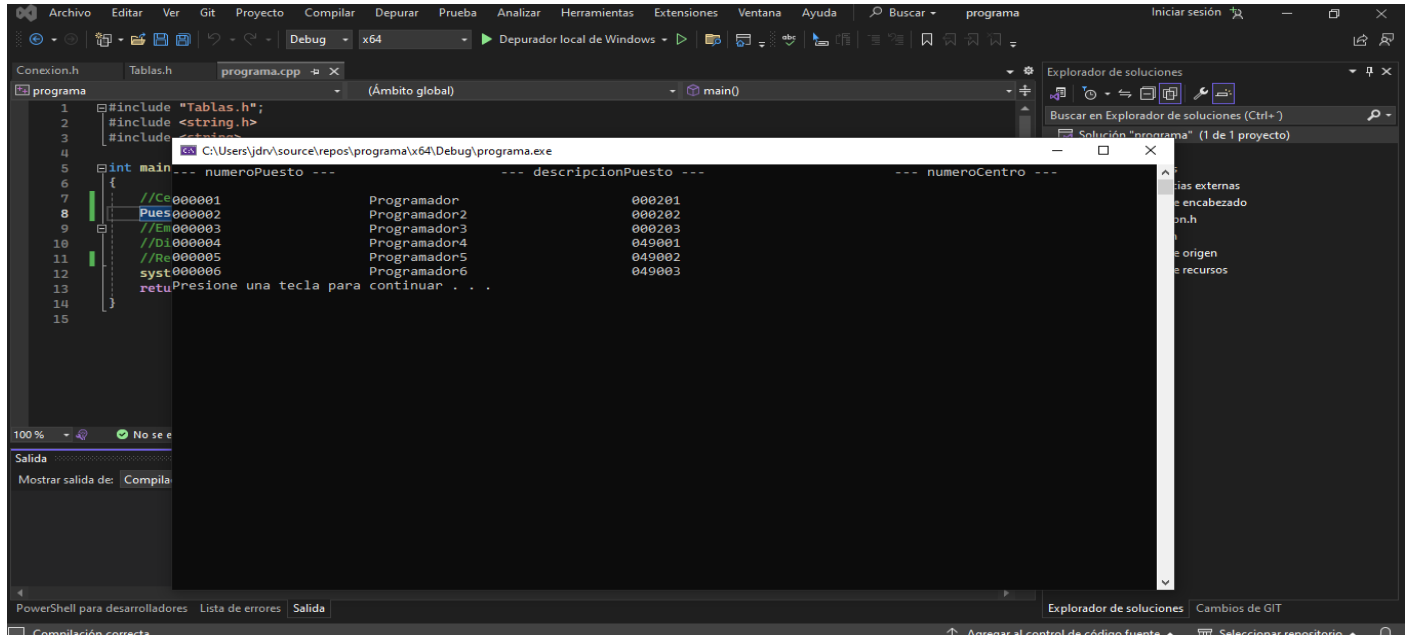 Archivo Editar Ver Git Proyecto Compilar Depurar Prueba Analizar Herramientas Extensiones Ventana Ayuda Buscar programa Iniciar sesión
Debug x64 Depurador local de Windows
Conexion.h Tablas.h programa.cpp
programa (Ámbito global) main()
1 #include "Tablas.h";
2 #include <string.h>
3 #include <string>
4
5 int main
6 {
7 //Ce
8 Pues
9 //Em
10 //Di
11 //Re
12 syst
13 retu
14 }
15
C:\Users\jdrv\source\repos\programa\x64\Debug\programa.exe
--- numeroPuesto --- --- descripcionPuesto --- --- numeroCentro ---
000001 Programador 000201
000002 Programador2 000202
000003 Programador3 000203
000004 Programador4 049001
000005 Programador5 049002
000006 Programador6 049003
Presione una tecla para continuar . . .
Explorador de soluciones
Buscar en Explorador de soluciones (Ctrl+´)
Solución "programa" (1 de 1 proyecto)
ias externas
e encabezado
on.h
e origen
e recursos
100 % No se e
Salida
Mostrar salida de: Compila
PowerShell para desarrolladores Lista de errores Salida
Explorador de soluciones Cambios de GIT
Compilación correcta
Agregar al control de código fuente Seleccionar repositorio